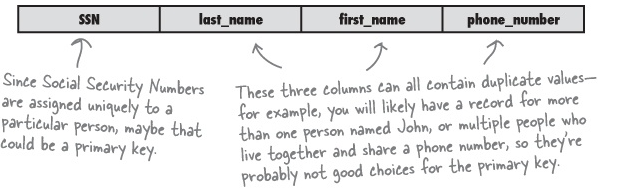 SSN last_name first_name phone_number
Since Social Security Numbers
are assigned uniquely to a
particular person, maybe that
could be a primary key.
These three columns can all contain duplicate values—
for example, you will likely have a record for more
than one person named John, or multiple people who
live together and share a phone number, so they're
probably not good choices for the primary key.